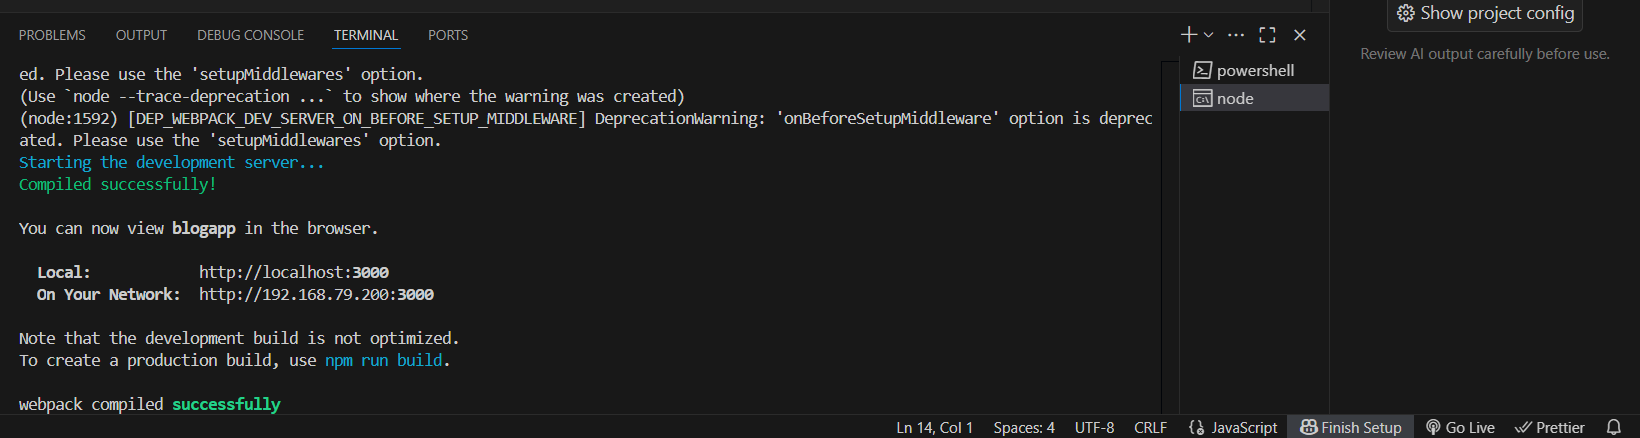 Show project config
Review AI output carefully before use.
PROBLEMS OUTPUT DEBUG CONSOLE TERMINAL PORTS
ed. Please use the 'setupMiddlewares' option.
(Use `node --trace-deprecation ...` to show where the warning was created)
(node:1592) [DEP_WEBPACK_DEV_SERVER_ON_BEFORE_SETUP_MIDDLEWARE] DeprecationWarning: 'onBeforeSetupMiddleware' option is deprec
ated. Please use the 'setupMiddlewares' option.
Starting the development server...
Compiled successfully!
You can now view blogapp in the browser.
Local: http://localhost:3000
On Your Network: http://192.168.79.200:3000
Note that the development build is not optimized.
To create a production build, use npm run build.
webpack compiled successfully
powershell
node
Ln 14, Col 1 Spaces: 4 UTF-8 CRLF JavaScript Finish Setup Go Live Prettier